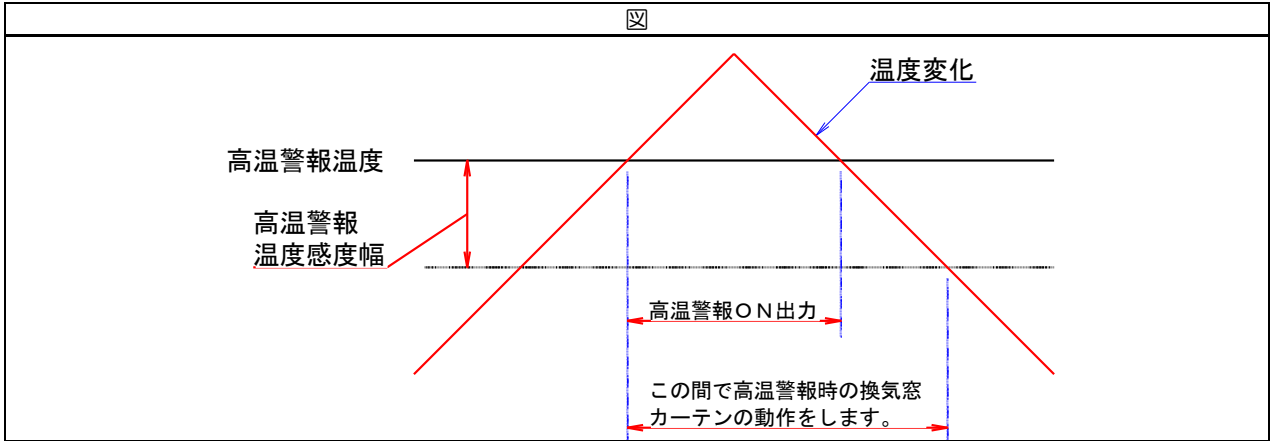 図
温度変化
高温警報温度
高温警報
温度感度幅
高温警報ＯＮ出力
この間で高温警報時の換気窓
カーテンの動作をします。